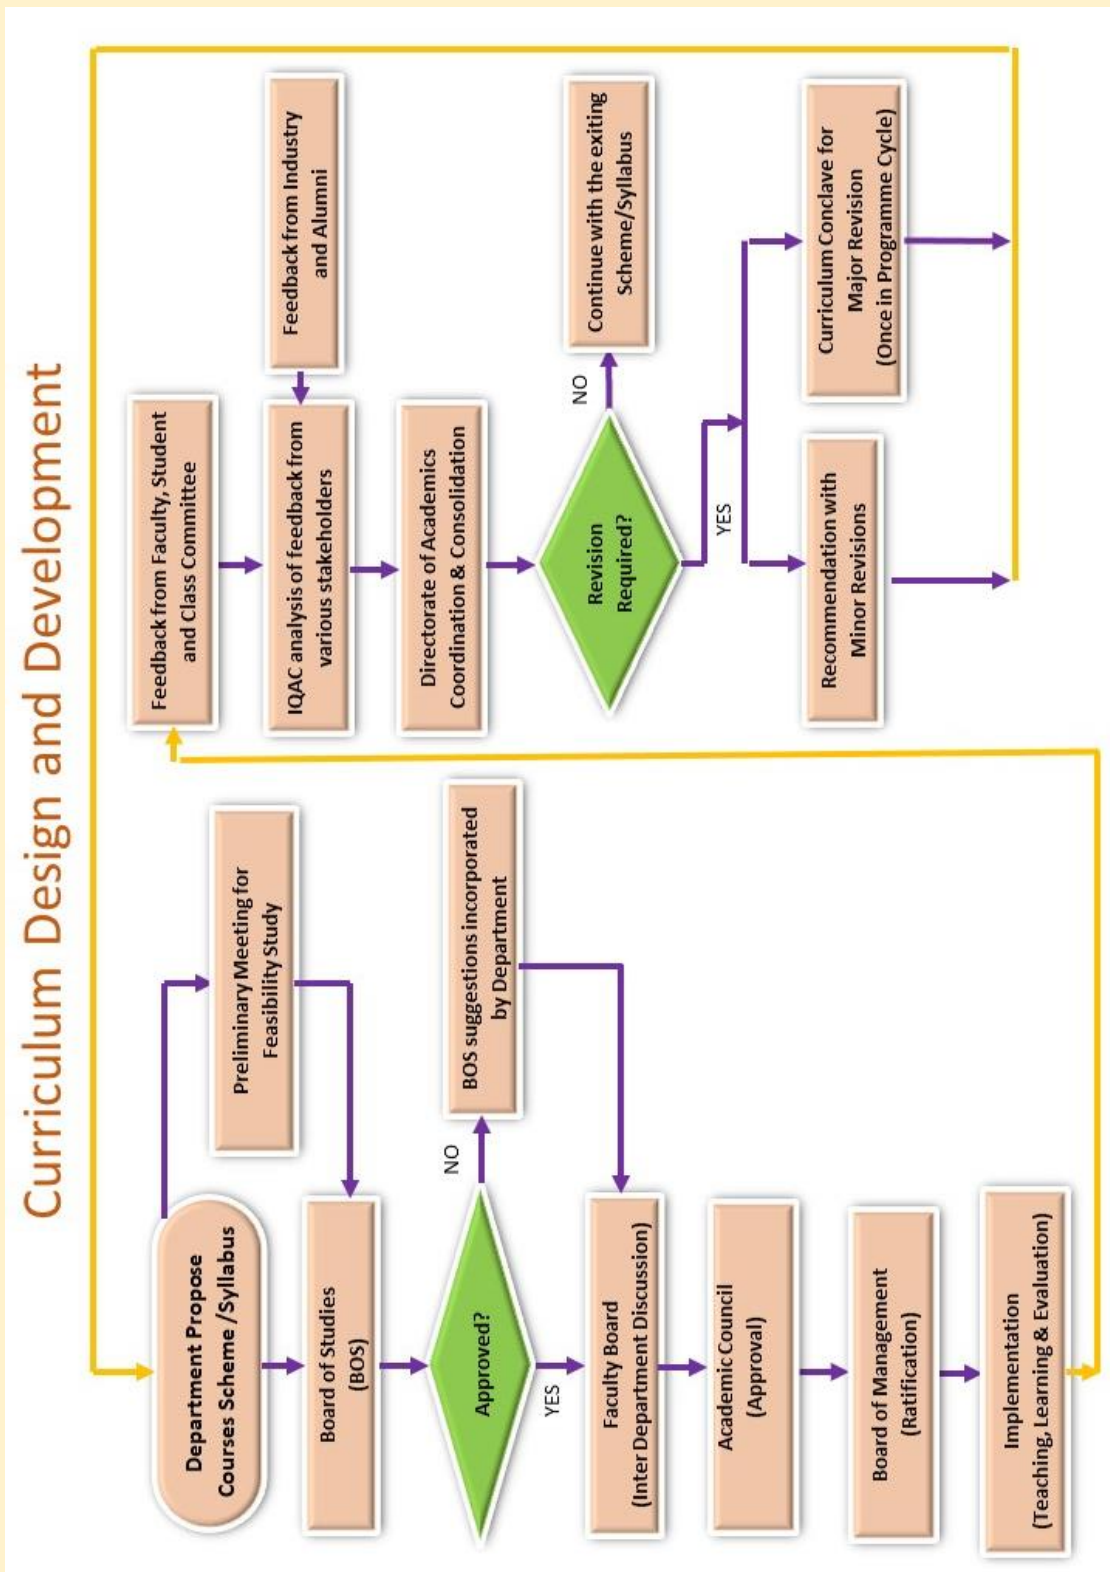 Curriculum Design and Development
Department Propose
Courses Scheme /Syllabus
Preliminary Meeting for
Feasibility Study
Board of Studies
(BOS)
Approved?
NO
BOS suggestions incorporated
by Department
YES
Faculty Board
(Inter Department Discussion)
Academic Council
(Approval)
Board of Management
(Ratification)
Implementation
(Teaching, Learning & Evaluation)
Feedback from Faculty, Student
and Class Committee
Feedback from Industry
and Alumni
IQAC analysis of feedback from
various stakeholders
Directorate of Academics
Coordination & Consolidation
Revision
Required?
NO
Continue with the exiting
Scheme/Syllabus
YES
Recommendation with
Minor Revisions
Curriculum Conclave for
Major Revision
(Once in Programme Cycle)